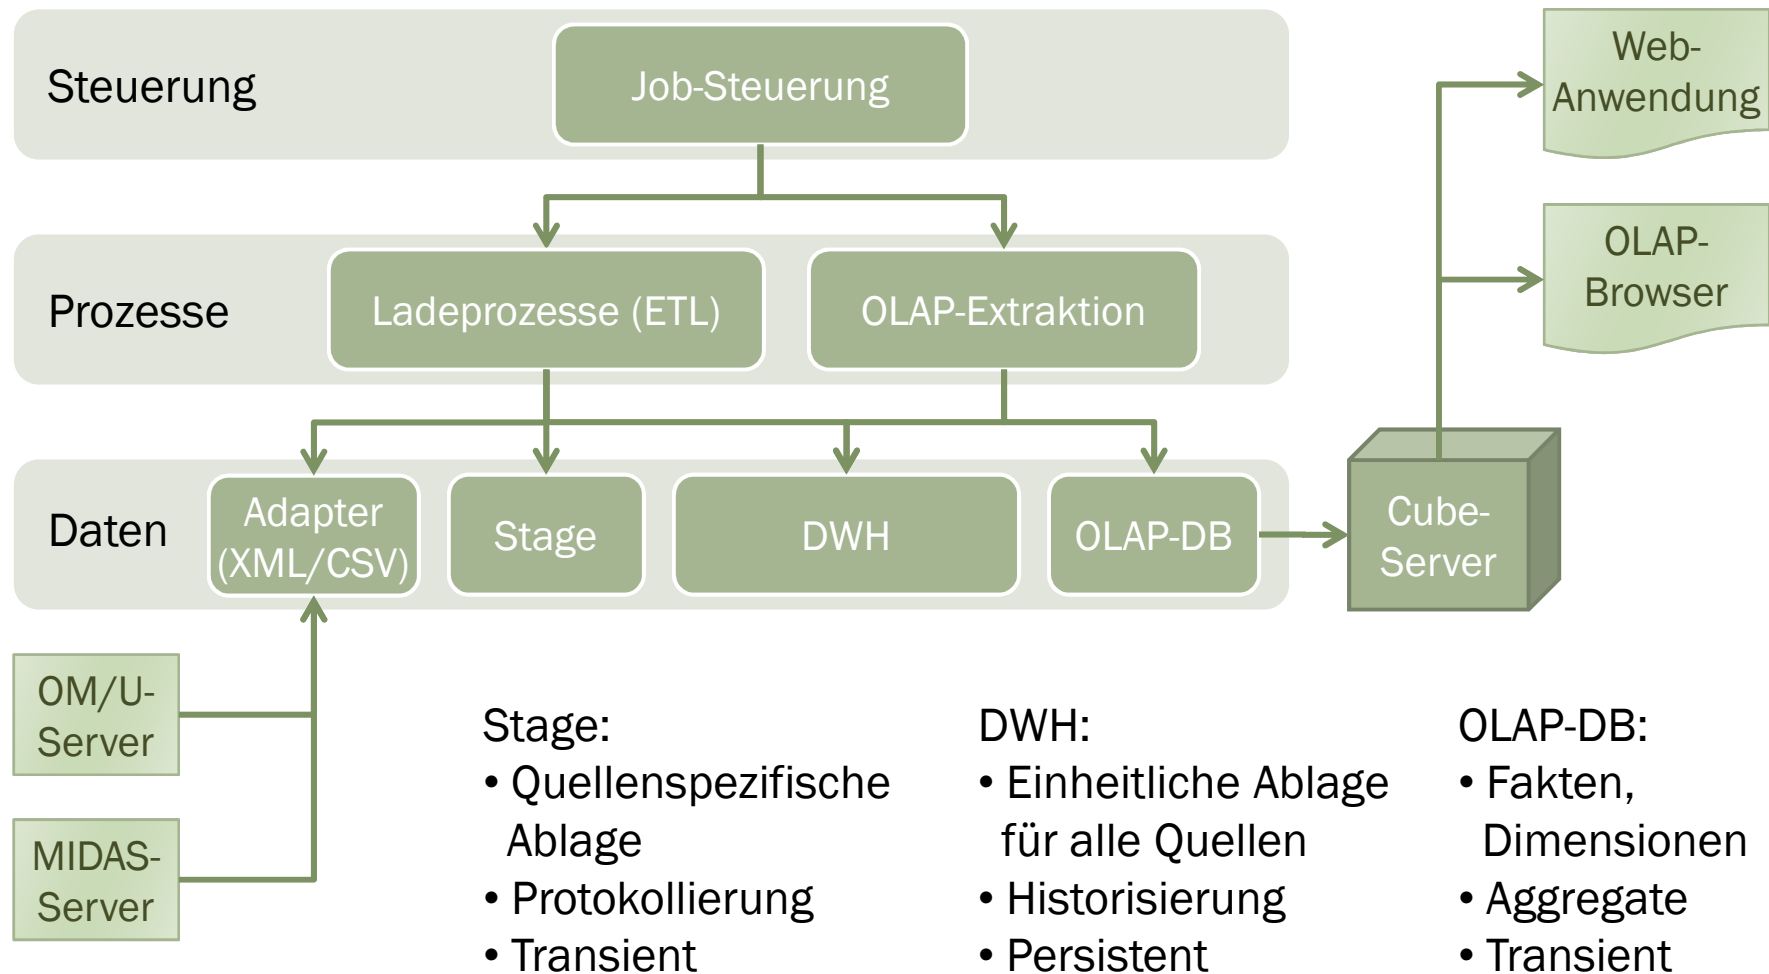 Steuerung
Job-Steuerung
Prozesse
Ladeprozesse (ETL)
OLAP-Extraktion
Daten
Adapter
(XML/CSV)
Stage
DWH
OLAP-DB
Cube-
Server
Web-
Anwendung
OLAP-
Browser
OM/U-
Server
MIDAS-
Server
Stage:
• Quellenspezifische
Ablage
• Protokollierung
• Transient
DWH:
• Einheitliche Ablage
für alle Quellen
• Historisierung
• Persistent
OLAP-DB:
• Fakten,
Dimensionen
• Aggregate
• Transient